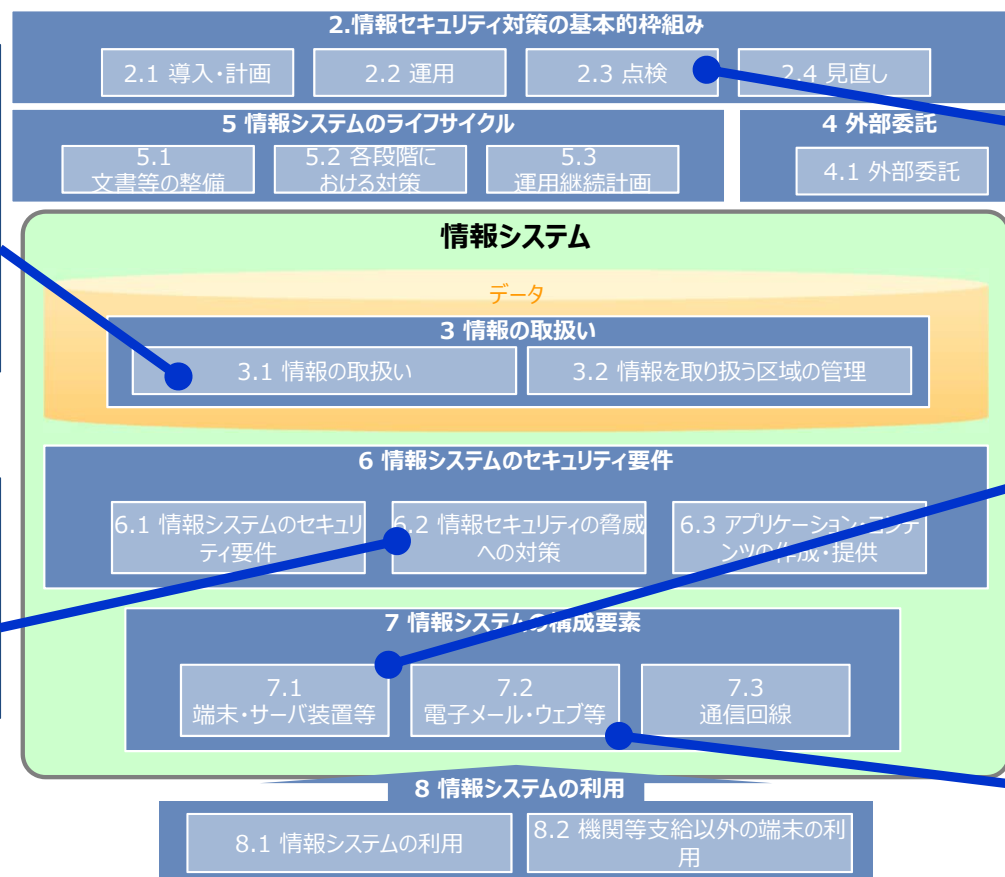 2.情報セキュリティ対策の基本的枠組み
2.1 導入・計画
2.2 運用
2.3 点検
2.4 見直し
5 情報システムのライフサイクル
5.1
文書等の整備
5.2 各段階に
おける対策
5.3
運用継続計画
4 外部委託
4.1 外部委託
情報システム
データ
3 情報の取扱い
3.1 情報の取扱い
3.2 情報を取り扱う区域の管理
6 情報システムのセキュリティ要件
6.1 情報システムのセキュリ
ティ要件
6.2 情報セキュリティの脅威
への対策
6.3 アプリケーション・コンテ
ンツの作成・提供
7 情報システムの構成要素
7.1
端末・サーバ装置等
7.2
電子メール・ウェブ等
7.3
通信回線
8 情報システムの利用
8.1 情報システムの利用
8.2 機関等支給以外の端末の利
用